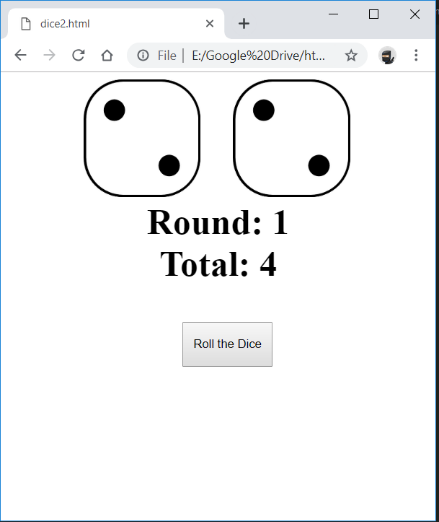 dice2.html
File | E:/Google%20Drive/ht...
Round: 1
Total: 4
Roll the Dice